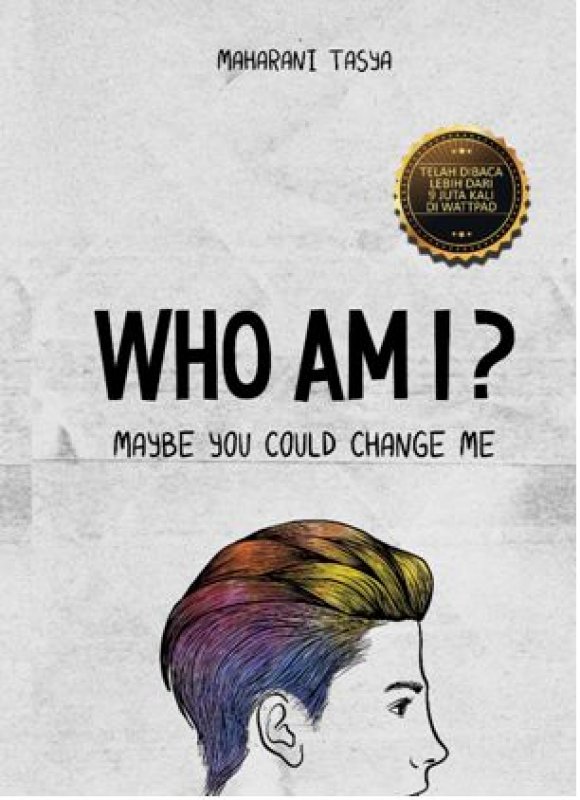 MAHARANI TASYA
TELAH DIBACA
LEBIH DARI
9 JUTA KALI
DI WATTPAD
WHO AM I?
MAYBE YOU COULD CHANGE ME